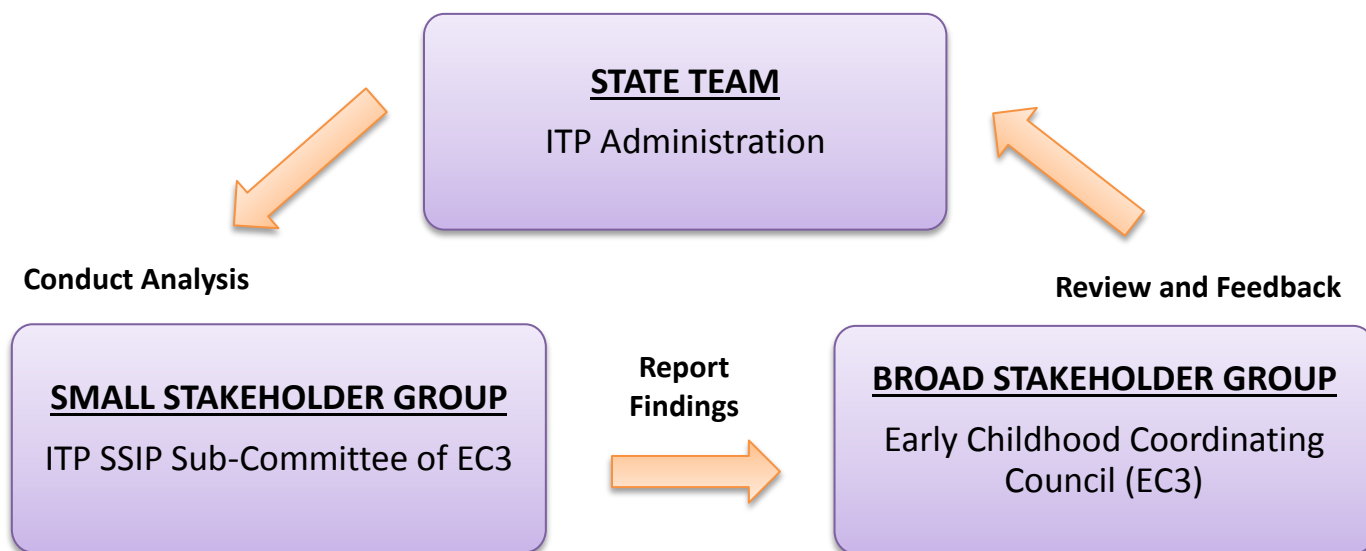 STATE TEAM
ITP Administration
Conduct Analysis
Review and Feedback
SMALL STAKEHOLDER GROUP
ITP SSIP Sub-Committee of EC3
Report
Findings
BROAD STAKEHOLDER GROUP
Early Childhood Coordinating
Council (EC3)